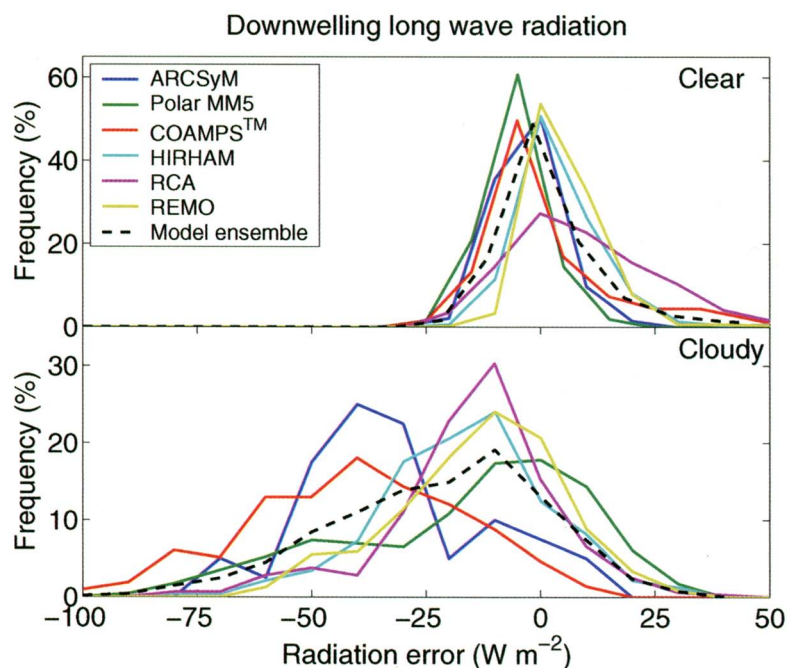 Downwelling long wave radiation
Clear
Frequency (%)
60
40
20
0
ARCSyM
Polar MM5
COAMPS™
HIRHAM
RCA
REMO
Model ensemble
Cloudy
Frequency (%)
30
20
10
0
−100 −75 −50 −25 0 25 50
Radiation error (W m⁻²)